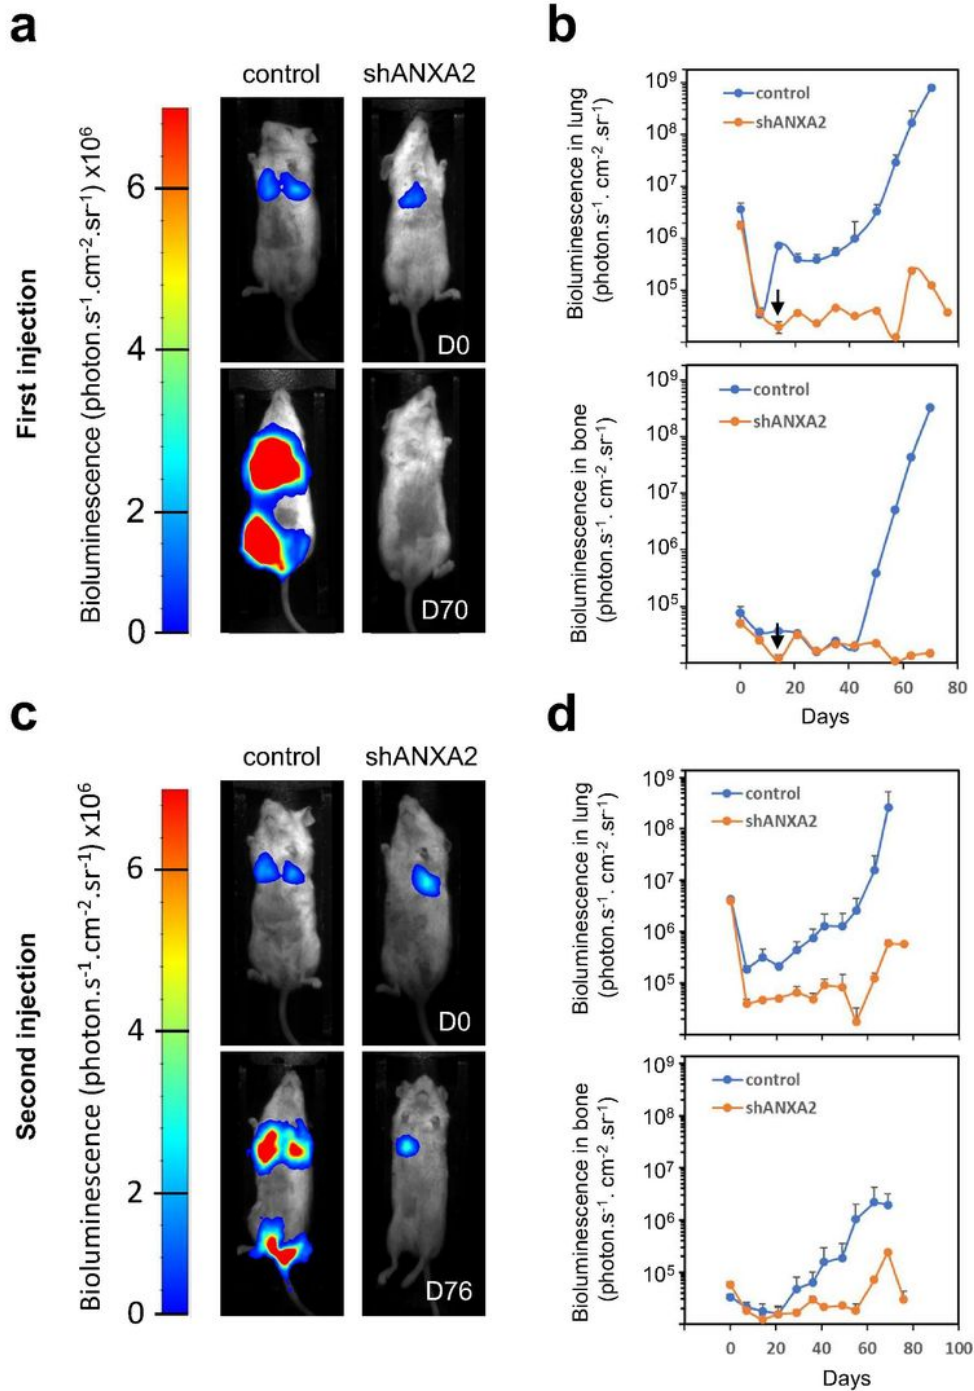 a
control shANXA2
Bioluminescence (photon.s⁻¹.cm⁻².sr⁻¹) x10⁶
6
4
2
0
First injection
D0
D70
b
Bioluminescence in lung
(photon.s⁻¹. cm⁻² .sr⁻¹)
10⁹
10⁸
10⁷
10⁶
10⁵
control
shANXA2
Bioluminescence in bone
(photon.s⁻¹. cm⁻² .sr⁻¹)
10⁹
10⁸
10⁷
10⁶
10⁵
control
shANXA2
0 20 40 60 80
Days
c
control shANXA2
Bioluminescence (photon.s⁻¹.cm⁻².sr⁻¹) x10⁶
6
4
2
0
Second injection
D0
D76
d
Bioluminescence in lung
(photon.s⁻¹. cm⁻² .sr⁻¹)
10⁹
10⁸
10⁷
10⁶
10⁵
control
shANXA2
Bioluminescence in bone
(photon.s⁻¹. cm⁻² .sr⁻¹)
10⁹
10⁸
10⁷
10⁶
10⁵
control
shANXA2
0 20 40 60 80 100
Days